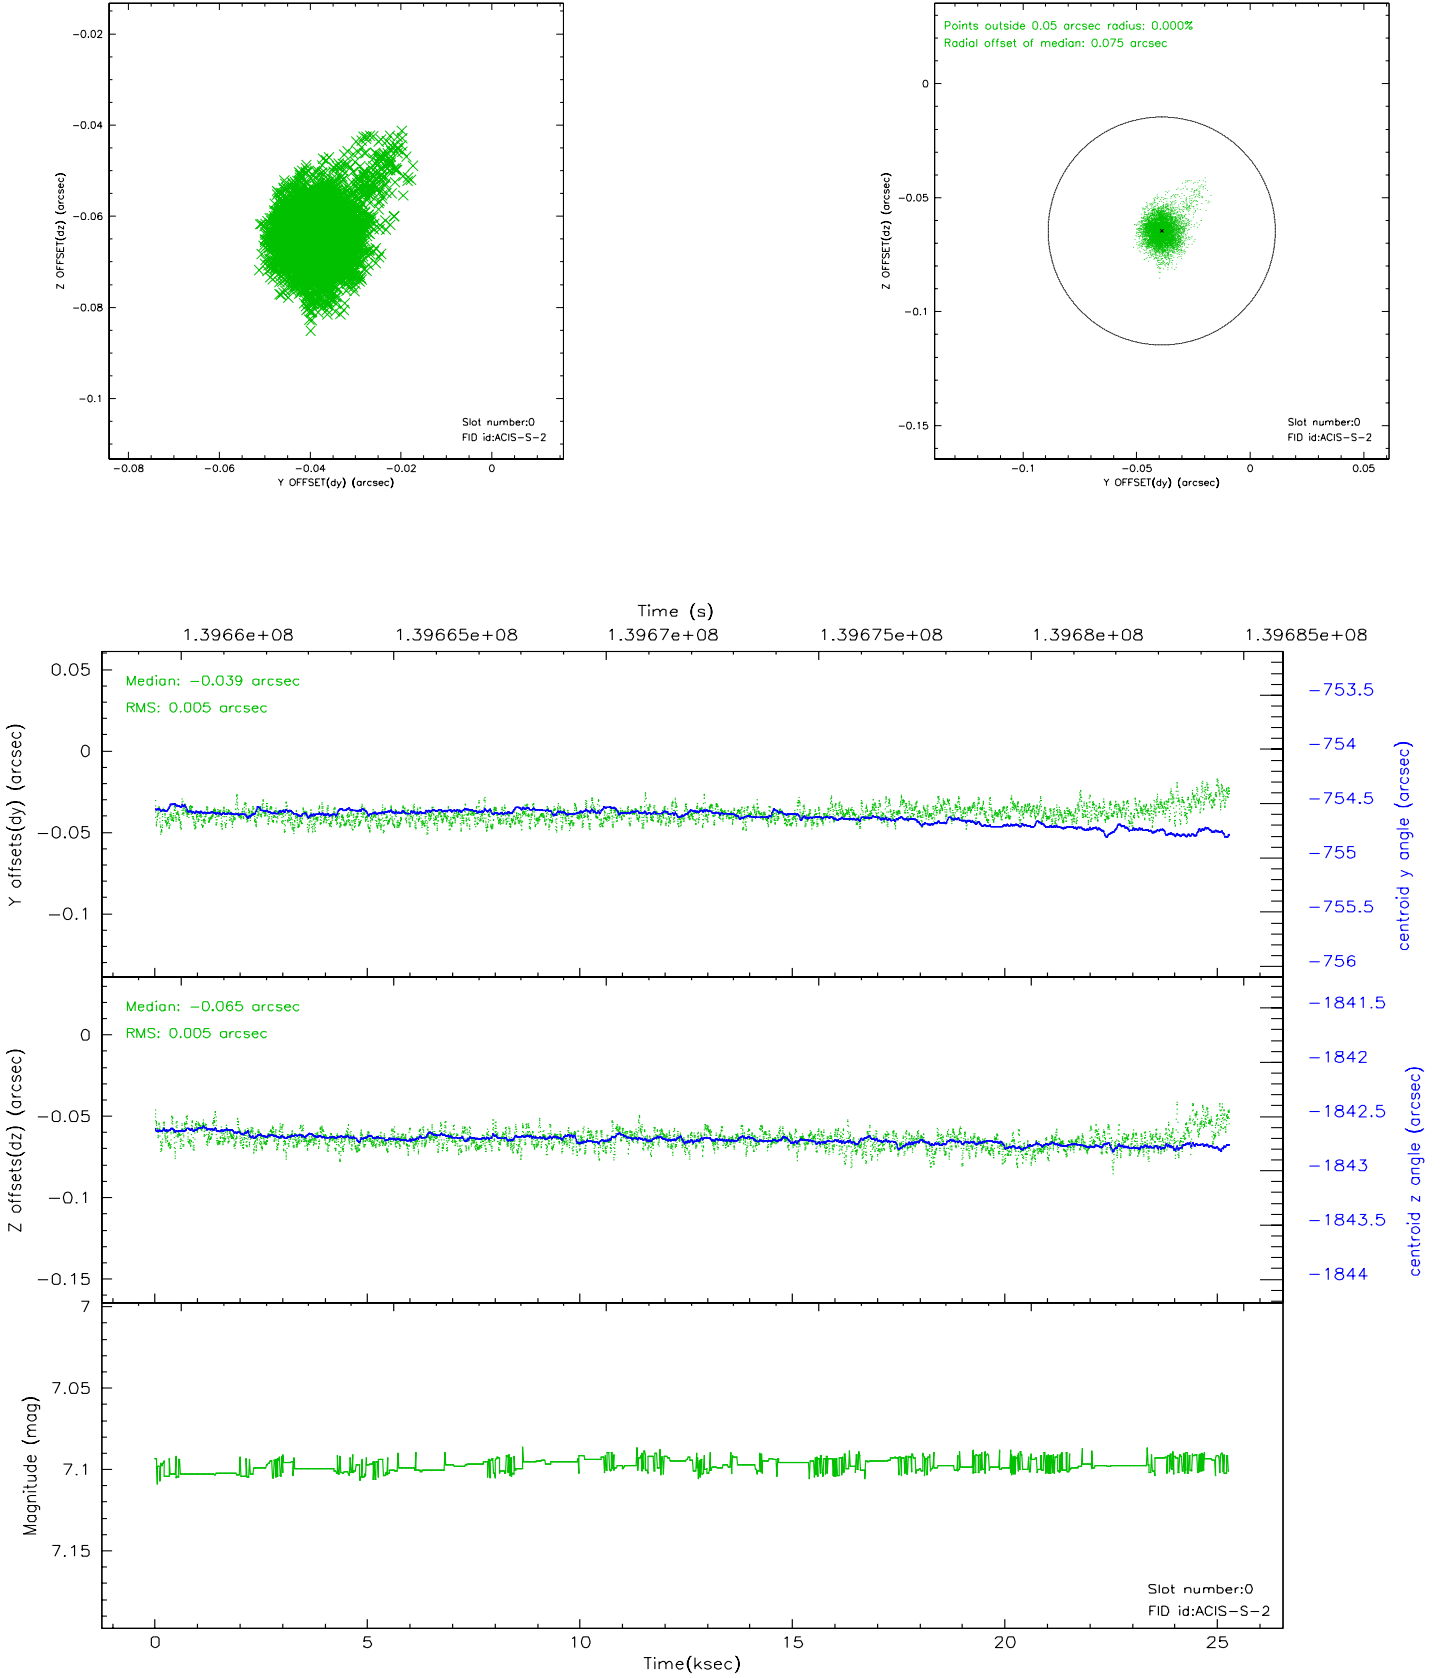 -0.02
-0.04
-0.06
-0.08
-0.1
Z OFFSET(dz) (arcsec)
Slot number:0
FID id:ACIS-S-2
-0.08 -0.06 -0.04 -0.02 0
Y OFFSET(dy) (arcsec)
Points outside 0.05 arcsec radius: 0.000%
Radial offset of median: 0.075 arcsec
0
-0.05
-0.1
-0.15
Z OFFSET(dz) (arcsec)
Slot number:0
FID id:ACIS-S-2
-0.1 -0.05 0 0.05
Y OFFSET(dy) (arcsec)
Time (s)
1.3966e+08 1.39665e+08 1.3967e+08 1.39675e+08 1.3968e+08 1.39685e+08
Median: -0.039 arcsec
RMS: 0.005 arcsec
0.05
0
-0.05
-0.1
Y offsets(dy) (arcsec)
-753.5
-754
-754.5
-755
-755.5
-756
centroid y angle (arcsec)
Median: -0.065 arcsec
RMS: 0.005 arcsec
0
-0.05
-0.1
-0.15
Z offsets(dz) (arcsec)
-1841.5
-1842
-1842.5
-1843
-1843.5
-1844
centroid z angle (arcsec)
7
7.05
7.1
7.15
Magnitude (mag)
Slot number:0
FID id:ACIS-S-2
0 5 10 15 20 25
Time(ksec)